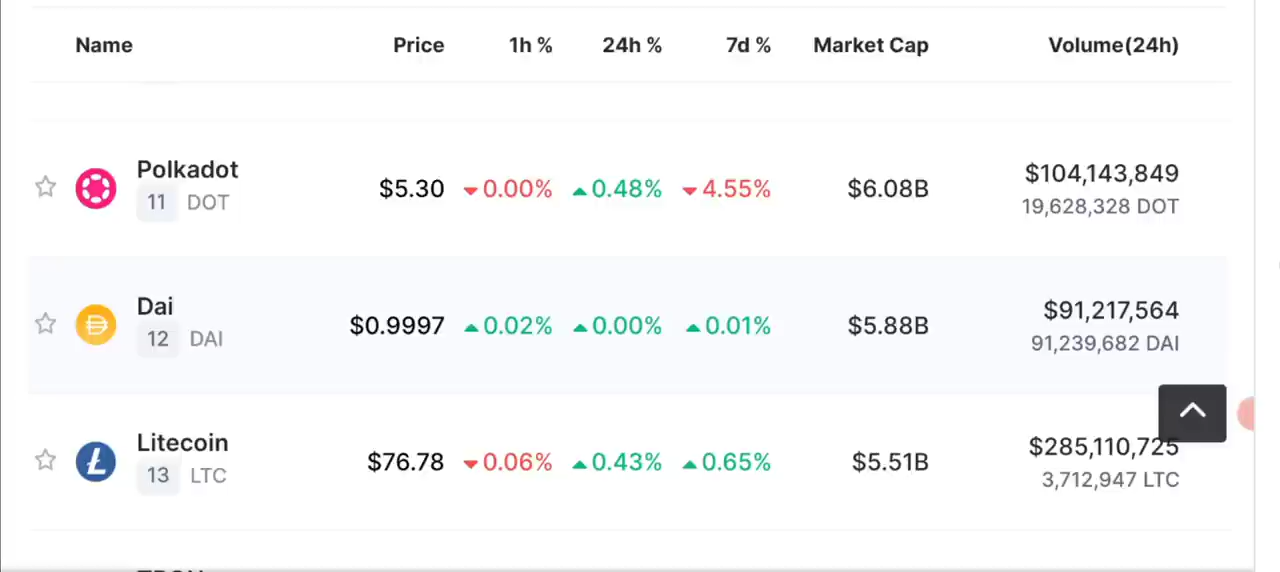 Name Price 1h % 24h % 7d % Market Cap Volume(24h)
Polkadot
11 DOT
$5.30 0.00% 0.48% 4.55% $6.08B
$104,143,849
19,628,328 DOT
Dai
12 DAI
$0.9997 0.02% 0.00% 0.01% $5.88B
$91,217,564
91,239,682 DAI
Litecoin
13 LTC
$76.78 0.06% 0.43% 0.65% $5.51B
$285,110,725
3,712,947 LTC